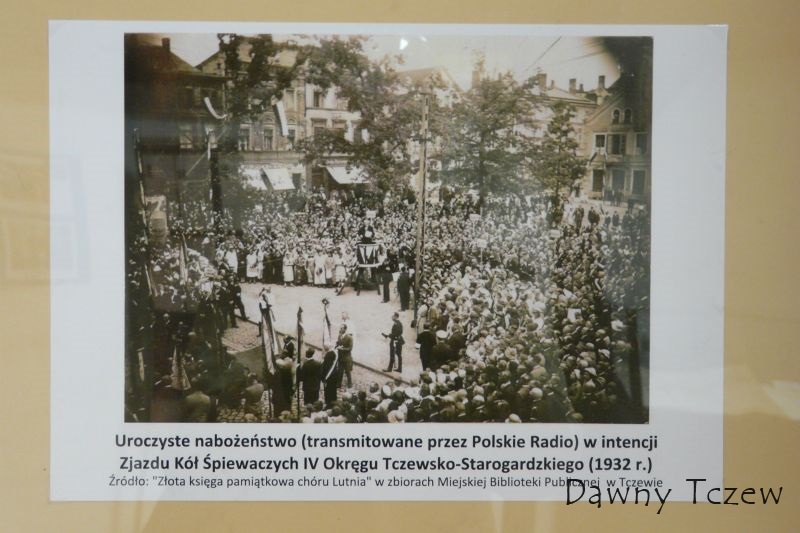 Uroczyste nabożeństwo (transmitowane przez Polskie Radio) w intencji
Zjazdu Kół Śpiewaczych IV Okręgu Tczewsko-Starogardzkiego (1932 r.)
Źródło: "Złota księga pamiątkowa chóru Lutnia" w zbiorach Miejskiej Biblioteki Publicznej w Tczewie
Dawny Tczew